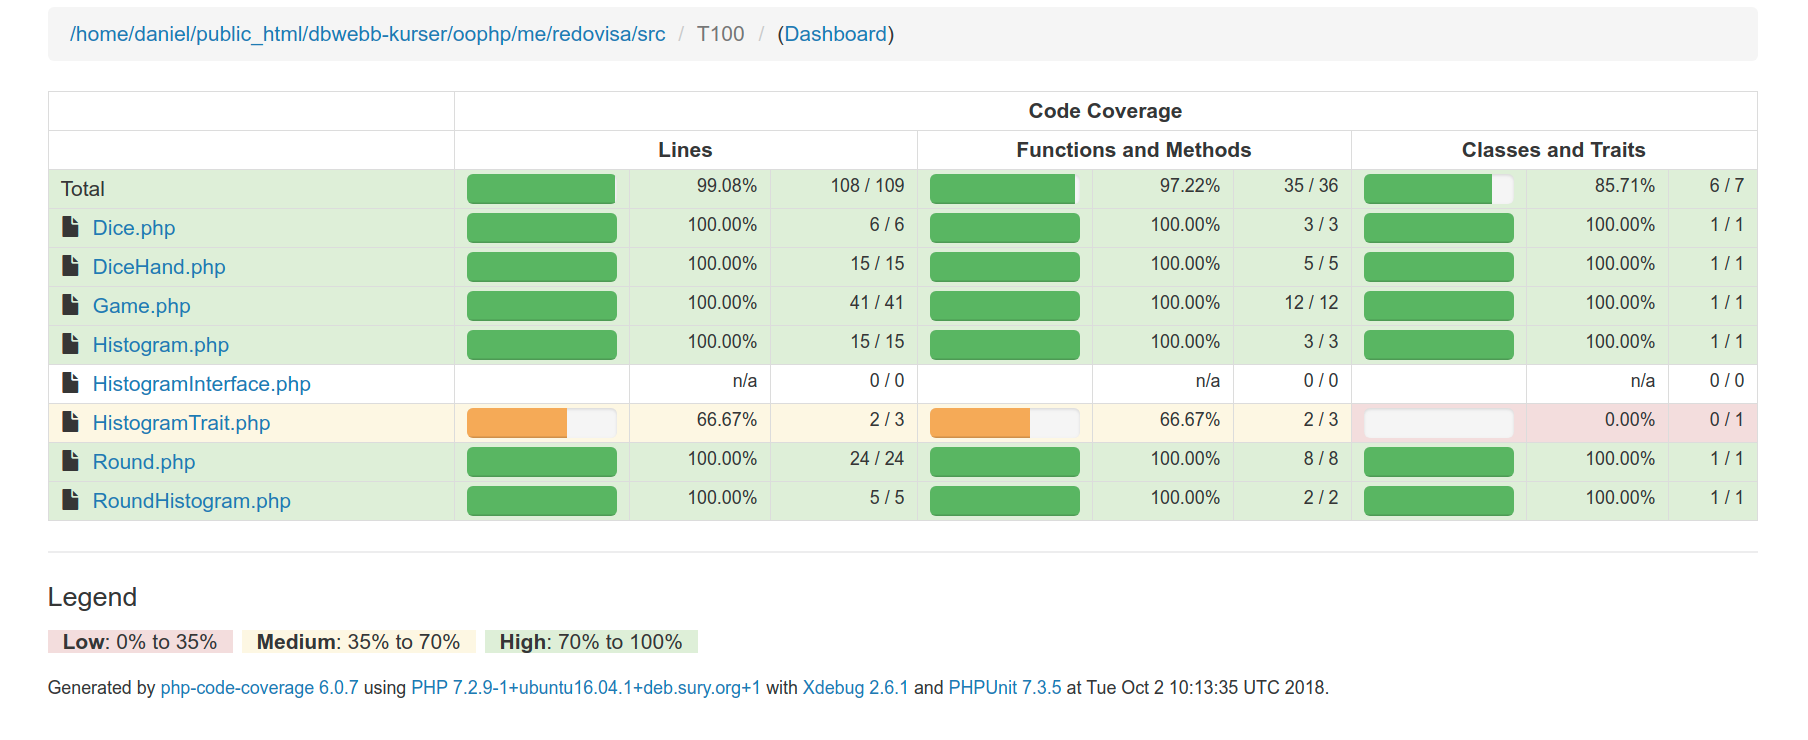 /home/daniel/public_html/dbwebb-kurser/oophp/me/redovisa/src / T100 / (Dashboard)
Code Coverage
Lines Functions and Methods Classes and Traits
Total 99.08% 108 / 109 97.22% 35 / 36 85.71% 6 / 7
Dice.php 100.00% 6 / 6 100.00% 3 / 3 100.00% 1 / 1
DiceHand.php 100.00% 15 / 15 100.00% 5 / 5 100.00% 1 / 1
Game.php 100.00% 41 / 41 100.00% 12 / 12 100.00% 1 / 1
Histogram.php 100.00% 15 / 15 100.00% 3 / 3 100.00% 1 / 1
HistogramInterface.php n/a 0 / 0 n/a 0 / 0 n/a 0 / 0
HistogramTrait.php 66.67% 2 / 3 66.67% 2 / 3 0.00% 0 / 1
Round.php 100.00% 24 / 24 100.00% 8 / 8 100.00% 1 / 1
RoundHistogram.php 100.00% 5 / 5 100.00% 2 / 2 100.00% 1 / 1
Legend
Low: 0% to 35% Medium: 35% to 70% High: 70% to 100%
Generated by php-code-coverage 6.0.7 using PHP 7.2.9-1+ubuntu16.04.1+deb.sury.org+1 with Xdebug 2.6.1 and PHPUnit 7.3.5 at Tue Oct 2 10:13:35 UTC 2018.